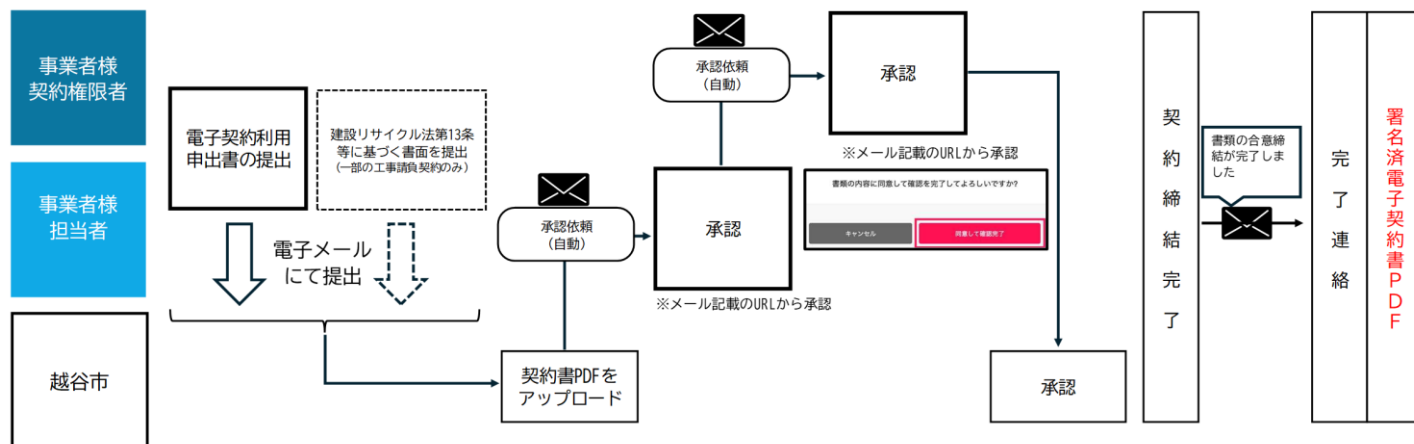 事業者様
契約権限者
事業者様
担当者
越谷市
電子契約利用
申出書の提出
建設リサイクル法第13条
等に基づく書面を提出
(一部の工事請負契約のみ)
電子メール
にて提出
契約書PDFを
アップロード
承認依頼
(自動)
承認
※メール記載のURLから承認
承認依頼
(自動)
承認
※メール記載のURLから承認
書類の内容に同意して確認を完了してよろしいですか?
キャンセル
同意して確認完了
承認
契約締結完了
書類の合意締
結が完了しま
した
完了連絡
署名済電子契約書PDF